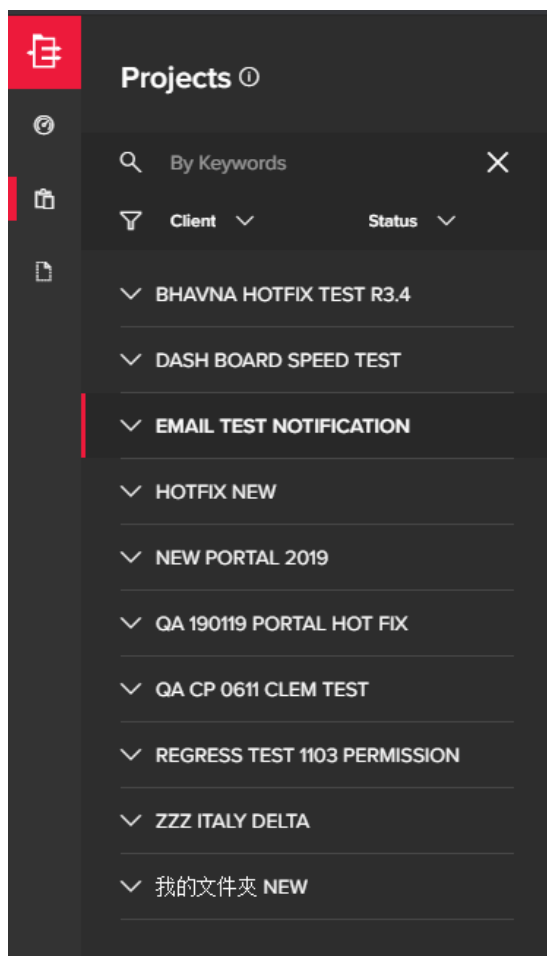 Projects
By Keywords
Client Status
BHAVNA HOTFIX TEST R3.4
DASH BOARD SPEED TEST
EMAIL TEST NOTIFICATION
HOTFIX NEW
NEW PORTAL 2019
QA 190119 PORTAL HOT FIX
QA CP 0611 CLEM TEST
REGRESS TEST 1103 PERMISSION
ZZZ ITALY DELTA
我的文件夾 NEW